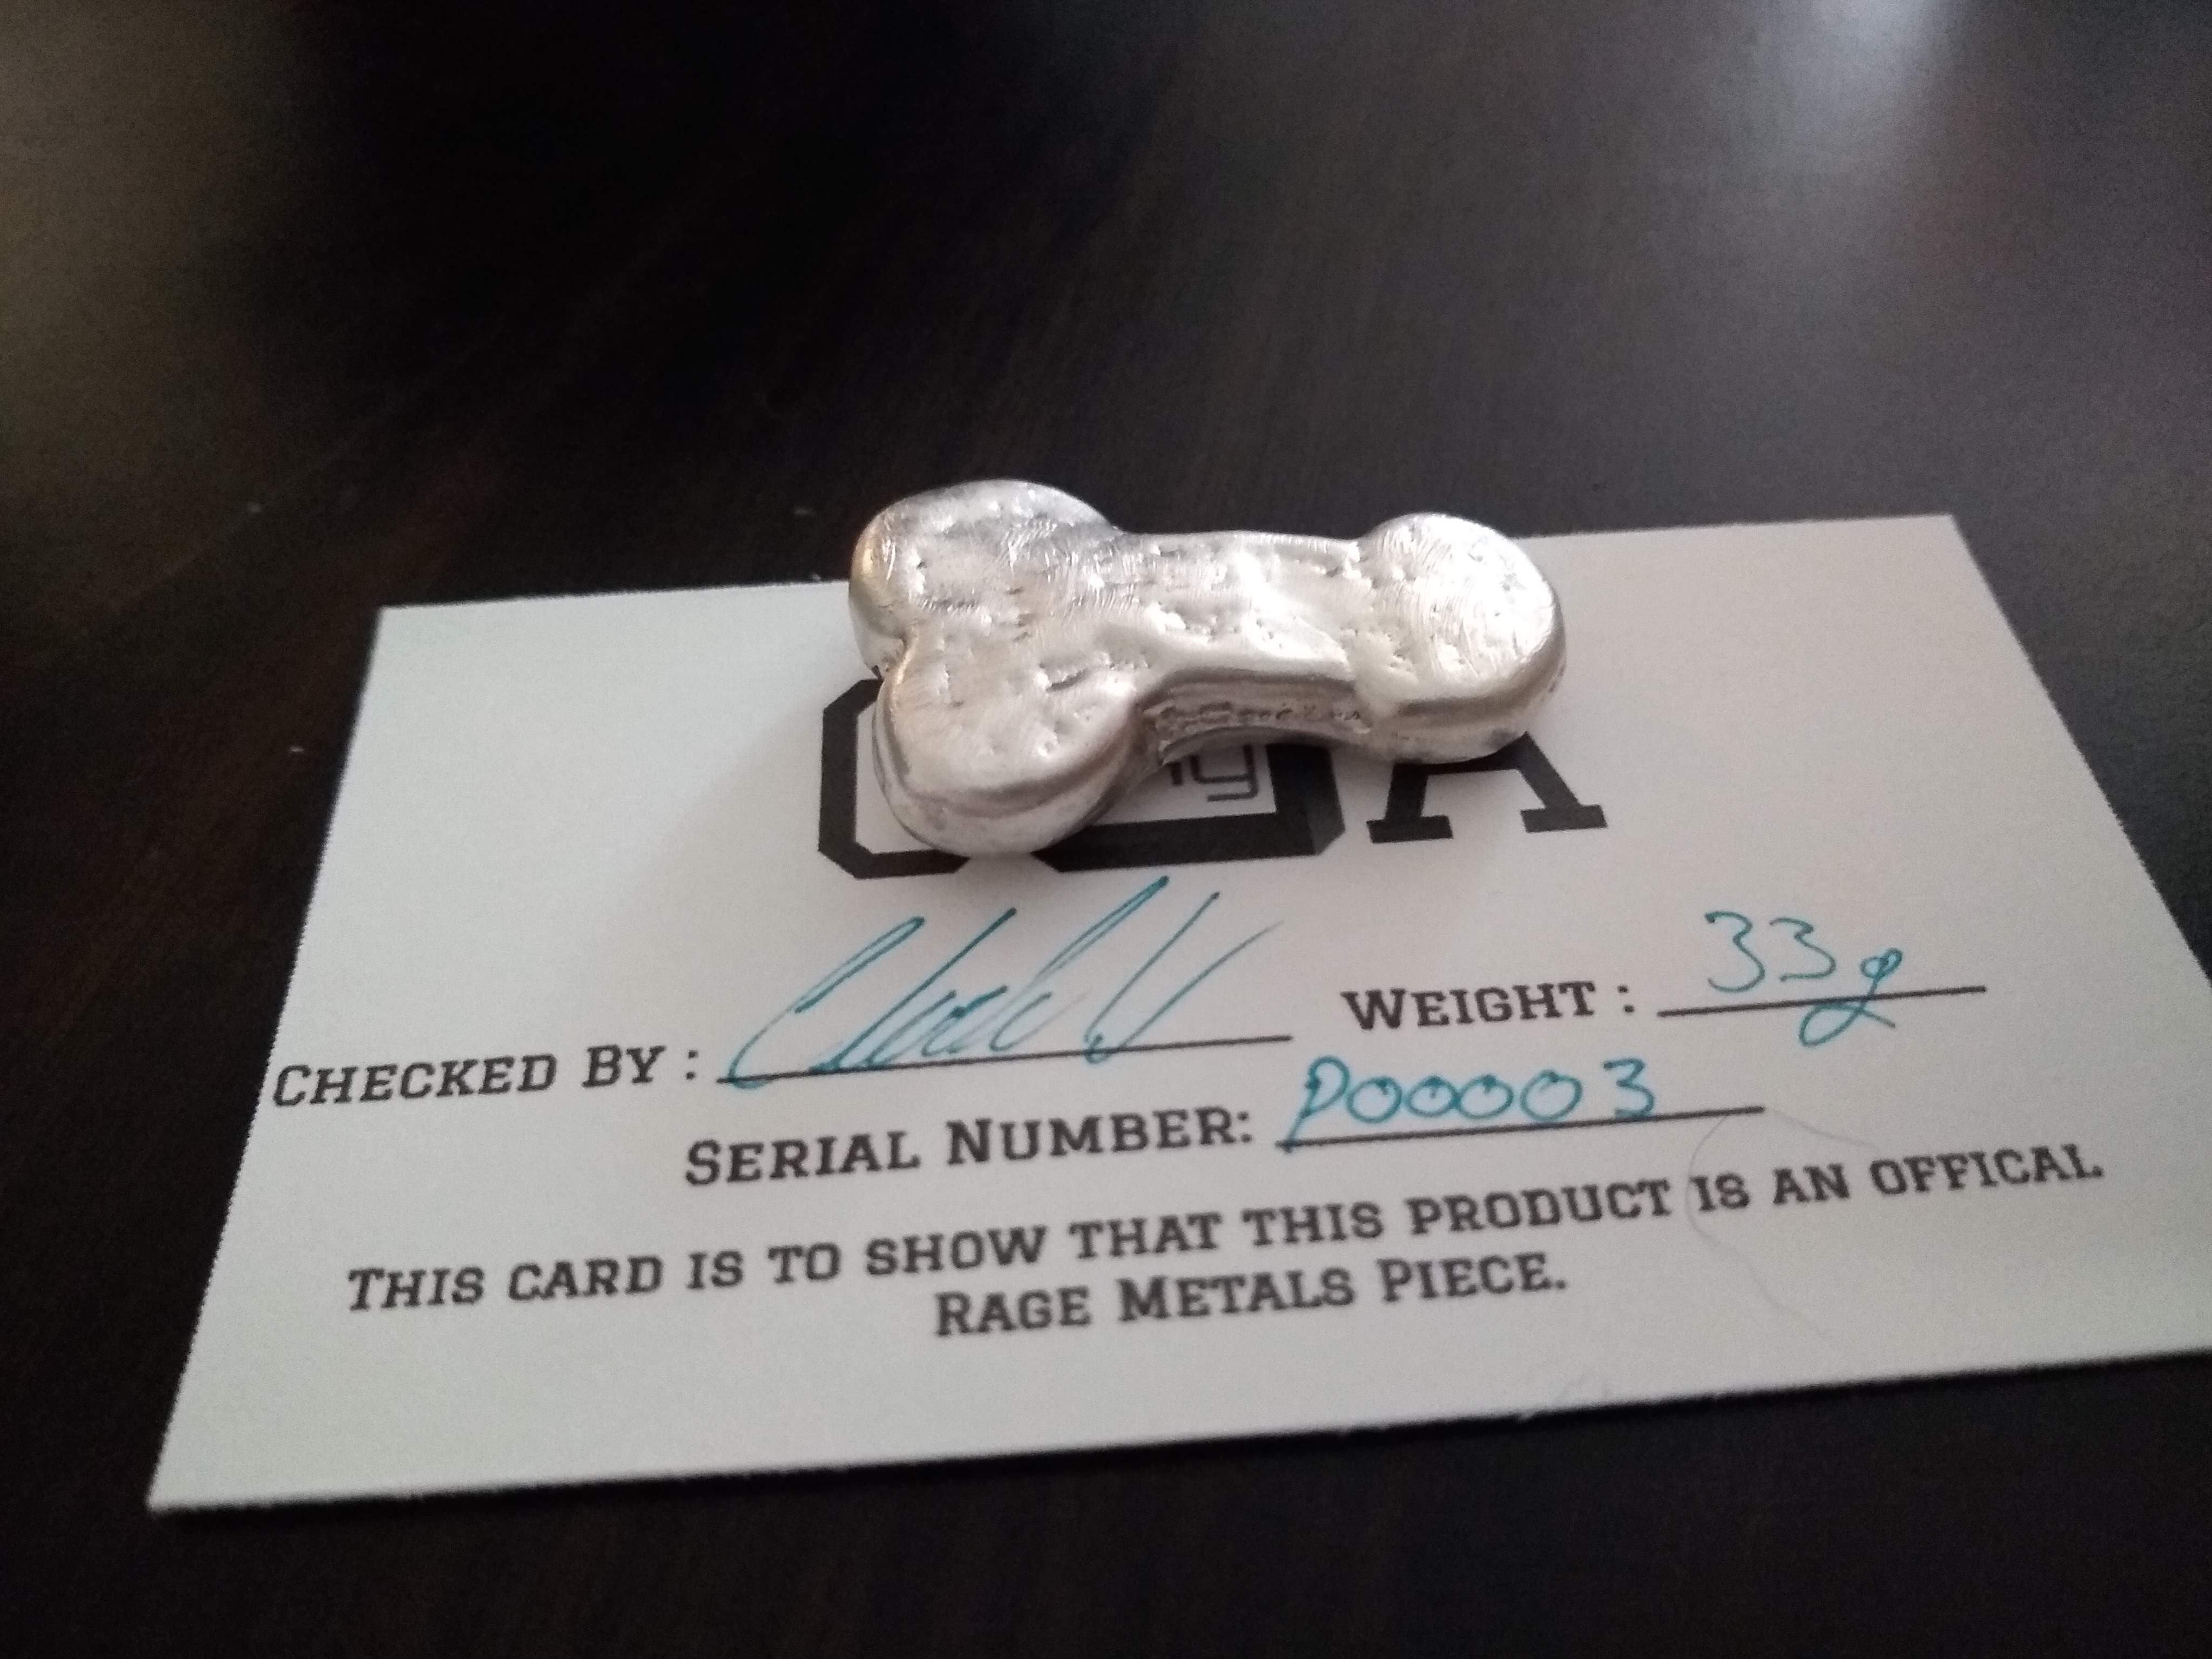 A
CHECKED BY : WEIGHT : 33g
SERIAL NUMBER: P00003
THIS CARD IS TO SHOW THAT THIS PRODUCT IS AN OFFICAL
RAGE METALS PIECE.